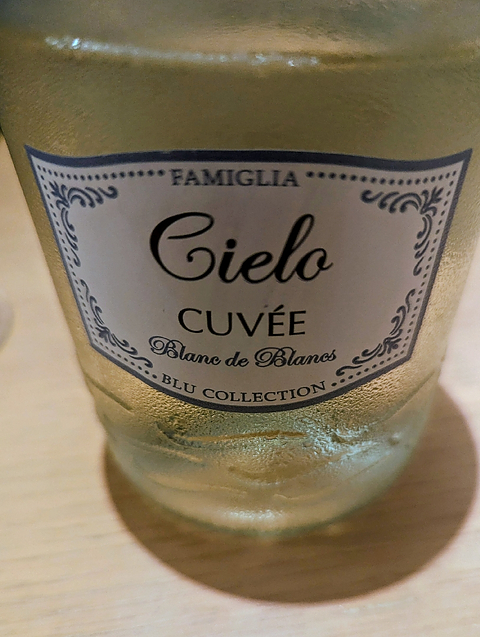 FAMIGLIA
Cielo
CUVÉE
Blanc de Blancs
BLU COLLECTION